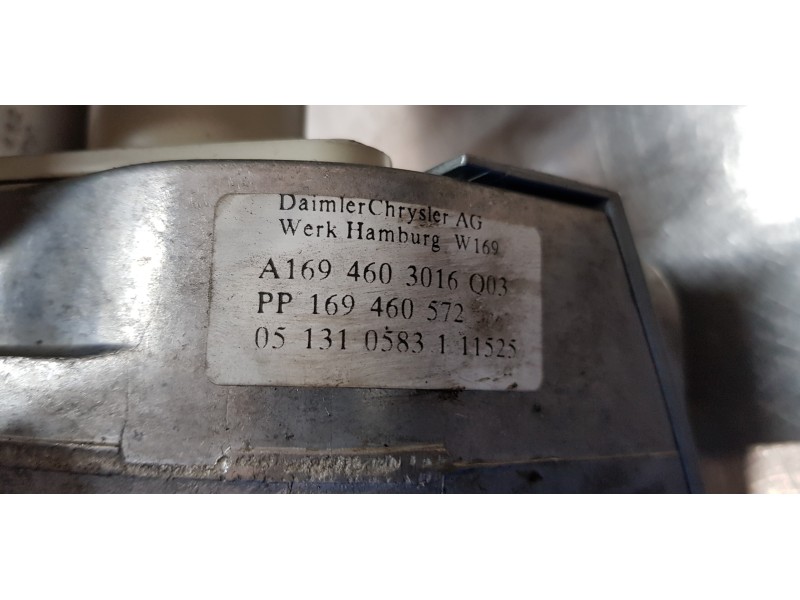 DaimlerChrysler AG
Werk Hamburg W169
A169 460 3016 Q03
PP 169 460 572
05 131 0583 1 11525